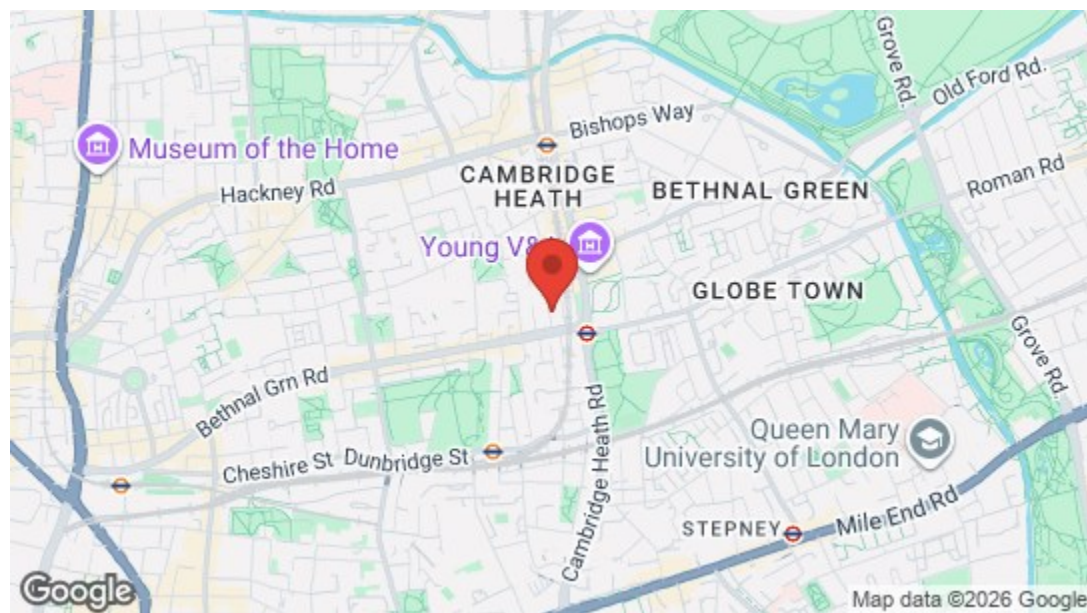 Grove Rd.
Old Ford Rd.
Bishops Way
Museum of the Home
CAMBRIDGE
HEATH
BETHNAL GREEN
Roman Rd
Hackney Rd
Young V&
GLOBE TOWN
Grove Rd.
Bethnal Grn Rd
Cambridge Heath Rd
Queen Mary
University of London
Cheshire St
Dunbridge St
STEPNEY
Mile End Rd
Google
Map data ©2026 Google